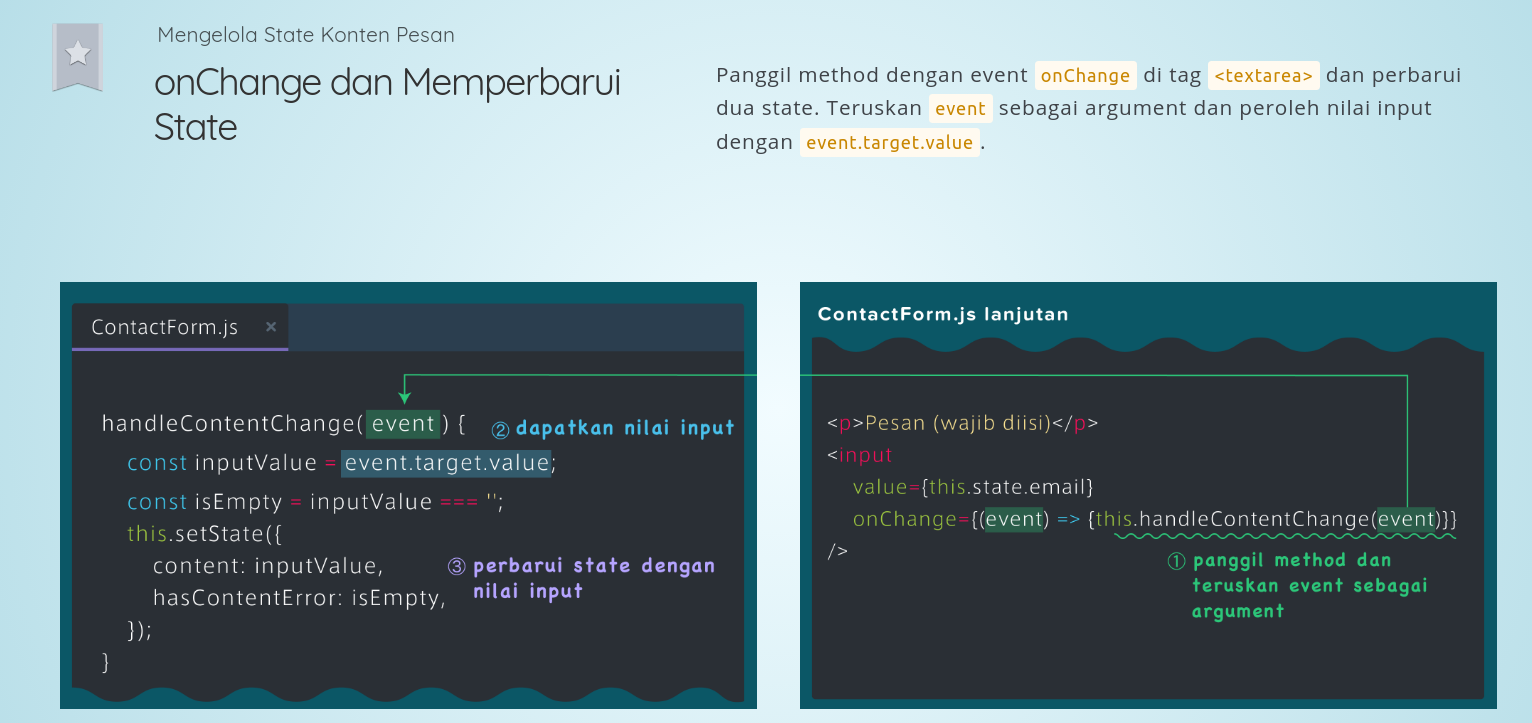 Mengelola State Konten Pesan
onChange dan Memperbarui
State
Panggil method dengan event onChange di tag <textarea> dan perbarui
dua state. Teruskan event sebagai argument dan peroleh nilai input
dengan event.target.value.
ContactForm.js ×
handleContentChange(event) { ② dapatkan nilai input
const inputValue = event.target.value;
const isEmpty = inputValue === '';
this.setState({
content: inputValue,
hasContentError: isEmpty,
③ perbarui state dengan
nilai input
});
}
ContactForm.js lanjutan
<p>Pesan (wajib diisi)</p>
<input
value={this.state.email}
onChange={(event) => {this.handleContentChange(event)}}
/>
① panggil method dan
teruskan event sebagai
argument